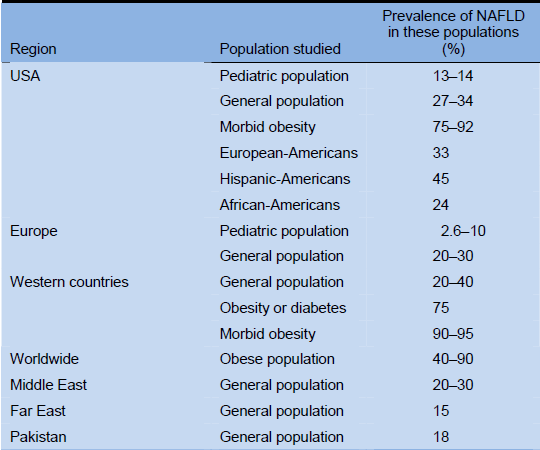 Region Population studied Prevalence of NAFLD
in these populations
(%)
USA Pediatric population 13–14
General population 27–34
Morbid obesity 75–92
European-Americans 33
Hispanic-Americans 45
African-Americans 24
Europe Pediatric population 2.6–10
General population 20–30
Western countries General population 20–40
Obesity or diabetes 75
Morbid obesity 90–95
Worldwide Obese population 40–90
Middle East General population 20–30
Far East General population 15
Pakistan General population 18